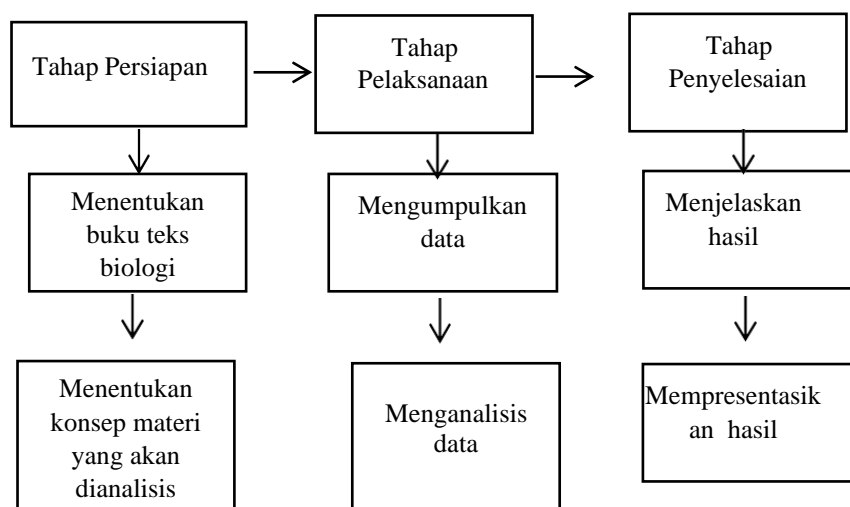 Tahap Persiapan
Tahap
Pelaksanaan
Tahap
Penyelesaian
Menentukan
buku teks
biologi
Mengumpulkan
data
Menjelaskan
hasil
Menentukan
konsep materi
yang akan
dianalisis
Menganalisis
data
Mempresentasik
an hasil